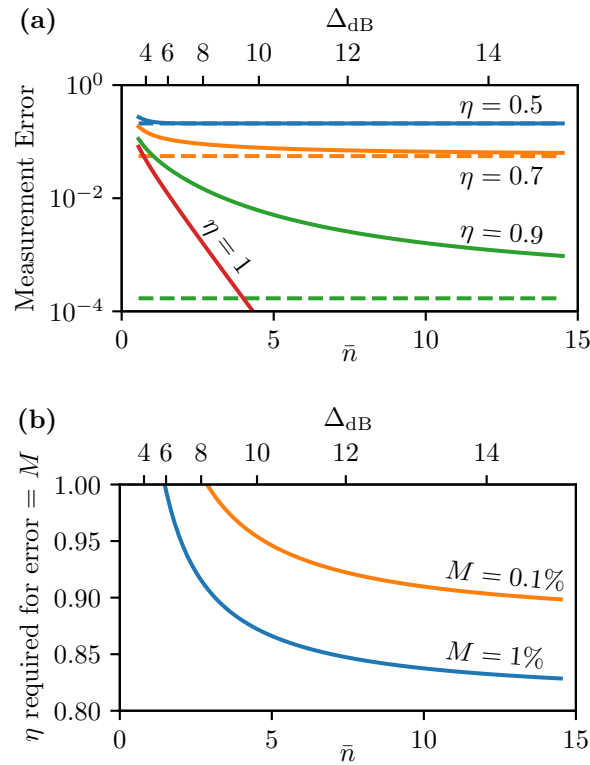 (a)
Δ_dB
4 6 8 10 12 14
Measurement Error
10⁰
10⁻²
10⁻⁴
η = 0.5
η = 0.7
η = 0.9
η = 1
0 5 10 15
n̄
(b)
Δ_dB
4 6 8 10 12 14
η required for error = M
1.00
0.95
0.90
0.85
0.80
M = 0.1%
M = 1%
0 5 10 15
n̄